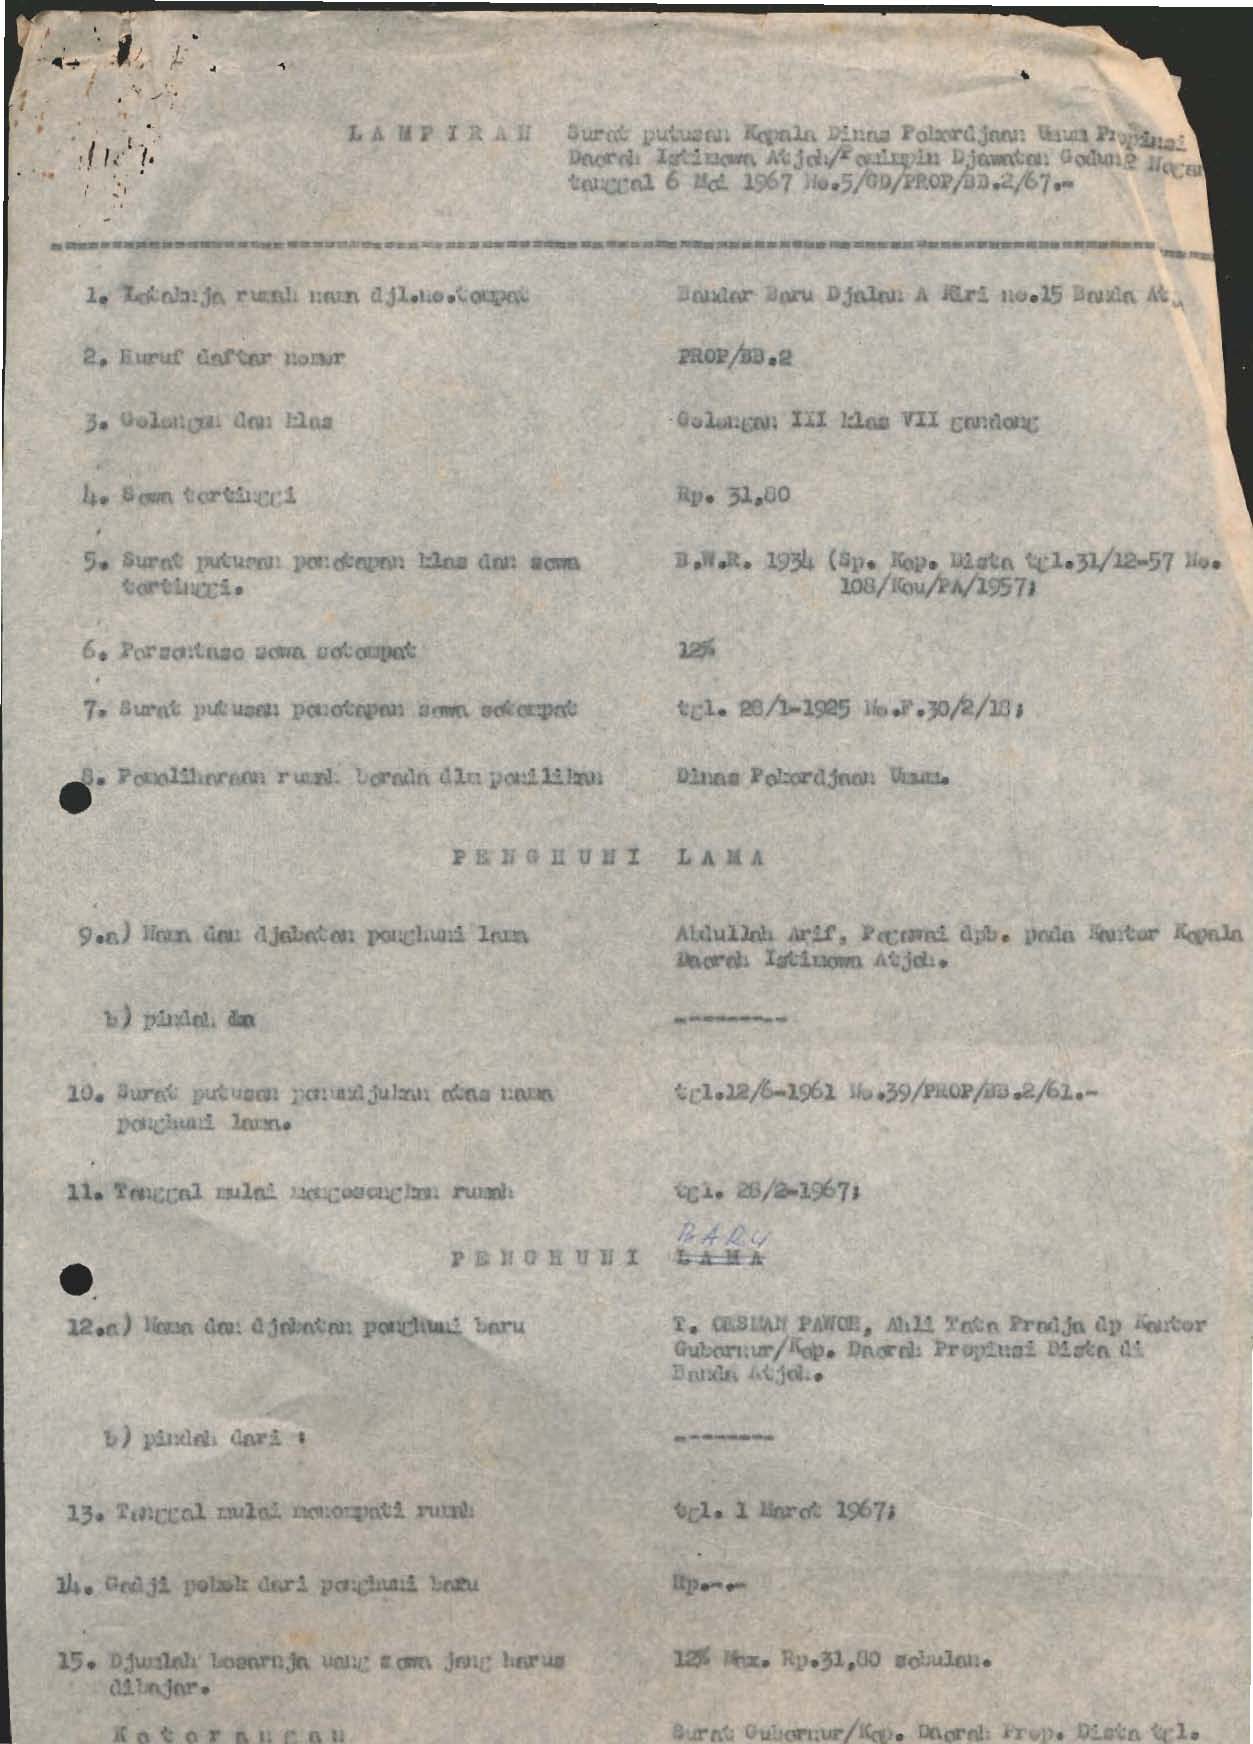 LAMPIRAN Surat putusan Kepala Dinas Pekerdjaan Umum Propinsi
Daerah Istimewa Atjeh/Pemimpin Djawatan Gedung Negara
tanggal 6 Mei 1967 No.5/GD/PROP/BB.2/67.-
1. Letaknja rumah nama djl.no.tempat Bandar Baru Djalan A Kiri no.15 Banda At
2. Huruf daftar nomor PROP/BB.2
3. Golongan dan klas Golongan III klas VII gandeng
4. Sewa tertinggi Rp. 31,80
5. Surat putusan penetapan klas dan sewa B.W.R. 1934 (Sp. Kep. Dista tgl.31/12-57 No.
tertinggi. 108/Keu/PA/1957;
6. Persentase sewa setempat 12%
7. Surat putusan penetapan sewa setempat tgl. 28/1-1925 No.F.30/2/18;
8. Pemeliharaan rumah berada dlm pemilikan Dinas Pekerdjaan Umum.
PENGHUNI LAMA
9.a) Nama dan djabatan penghuni lama Abdullah Arif, Pegawai dpb. pada Kantor Kepala
Daerah Istimewa Atjeh.
b) pindah dan ---------
10. Surat putusan penundjukan atas nama tgl.12/6-1961 No.39/PROP/BB.2/61.-
penghuni lama.
11. Tanggal mulai mengosongkan rumah tgl. 28/2-1967;
BARU
PENGHUNI LAMA
12.a) Nama dan djabatan penghuni baru T. OESMAN PAWOH, Ahli Tata Pradja dp Kantor
Gubernur/Kep. Daerah Propinsi Dista di
Banda Atjeh.
b) pindah dari : --------
13. Tanggal mulai menempati rumah tgl. 1 Maret 1967;
14. Gadji pokok dari penghuni baru Rp.-.-
15. Djumlah besarnja uang sewa jang harus 12% Max. Rp.31,80 sebulan.
dibajar.
Keterangan Surat Gubernur/Kep. Daerah Prop. Dista tgl.